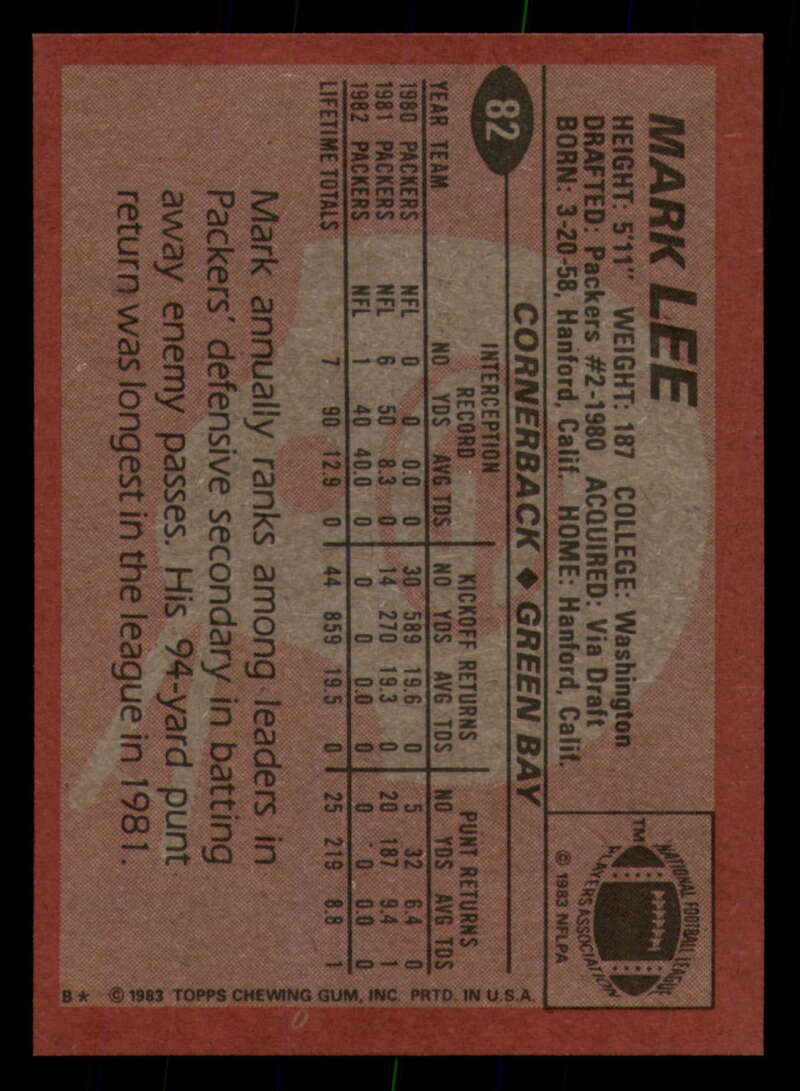 MARK LEE
HEIGHT: 5'11" WEIGHT: 187 COLLEGE: Washington
DRAFTED: Packers #2-1980 ACQUIRED: Via Draft
BORN: 3-20-58, Hanford, Calif. HOME: Hanford, Calif.
NATIONAL FOOTBALL LEAGUE
PLAYERS ASSOCIATION
TM
© 1983 NFLPA
82
CORNERBACK ♦ GREEN BAY
INTERCEPTION RECORD KICKOFF RETURNS PUNT RETURNS
YEAR TEAM NO YDS AVG TDS NO YDS AVG TDS NO YDS AVG TDS
1980 PACKERS NFL 0 0 0.0 0 30 589 19.6 0 5 32 6.4 0
1981 PACKERS NFL 6 50 8.3 0 14 270 19.3 0 20 187 9.4 1
1982 PACKERS NFL 1 40 40.0 0 0 0 0.0 0 0 0 0.0 0
LIFETIME TOTALS 7 90 12.9 0 44 859 19.5 0 25 219 8.8 1
Mark annually ranks among leaders in
Packers' defensive secondary in batting
away enemy passes. His 94-yard punt
return was longest in the league in 1981.
B* © 1983 TOPPS CHEWING GUM, INC. PRTD. IN U.S.A.